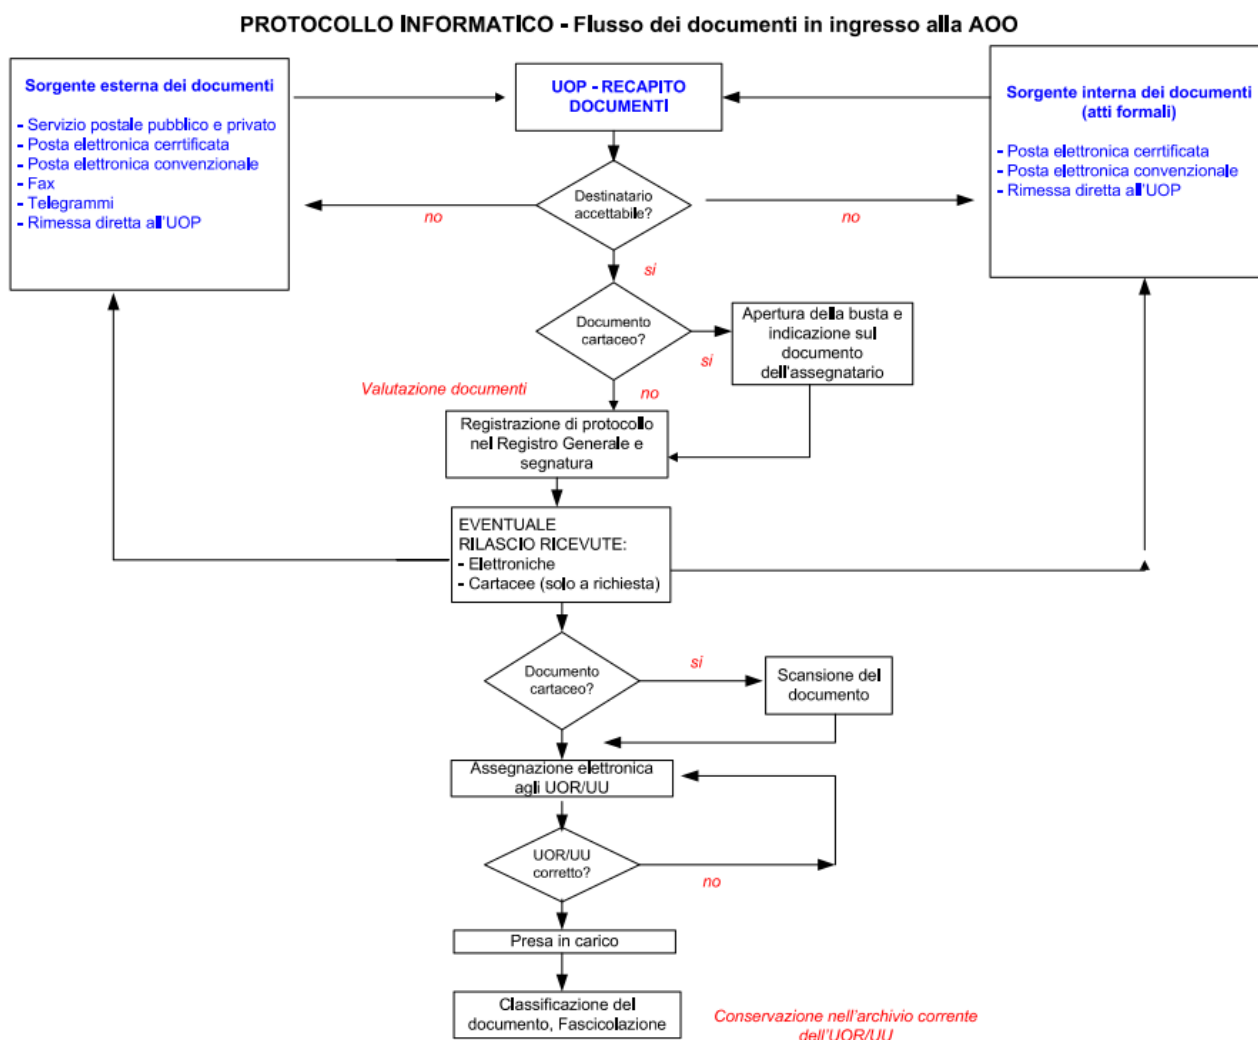 PROTOCOLLO INFORMATICO - Flusso dei documenti in ingresso alla AOO
Sorgente esterna dei documenti
- Servizio postale pubblico e privato
- Posta elettronica cerrtificata
- Posta elettronica convenzionale
- Fax
- Telegrammi
- Rimessa diretta all'UOP
UOP - RECAPITO
DOCUMENTI
Sorgente interna dei documenti
(atti formali)
- Posta elettronica cerrtificata
- Posta elettronica convenzionale
- Rimessa diretta all'UOP
Destinatario
accettabile?
no
no
si
Documento
cartaceo?
si
Apertura della busta e
indicazione sul
documento
dell'assegnatario
Valutazione documenti
no
Registrazione di protocollo
nel Registro Generale e
segnatura
EVENTUALE
RILASCIO RICEVUTE:
- Elettroniche
- Cartacee (solo a richiesta)
Documento
cartaceo?
si
Scansione del
documento
Assegnazione elettronica
agli UOR/UU
UOR/UU
corretto?
no
Presa in carico
Classificazione del
documento, Fascicolazione
Conservazione nell'archivio corrente
dell'UOR/UU